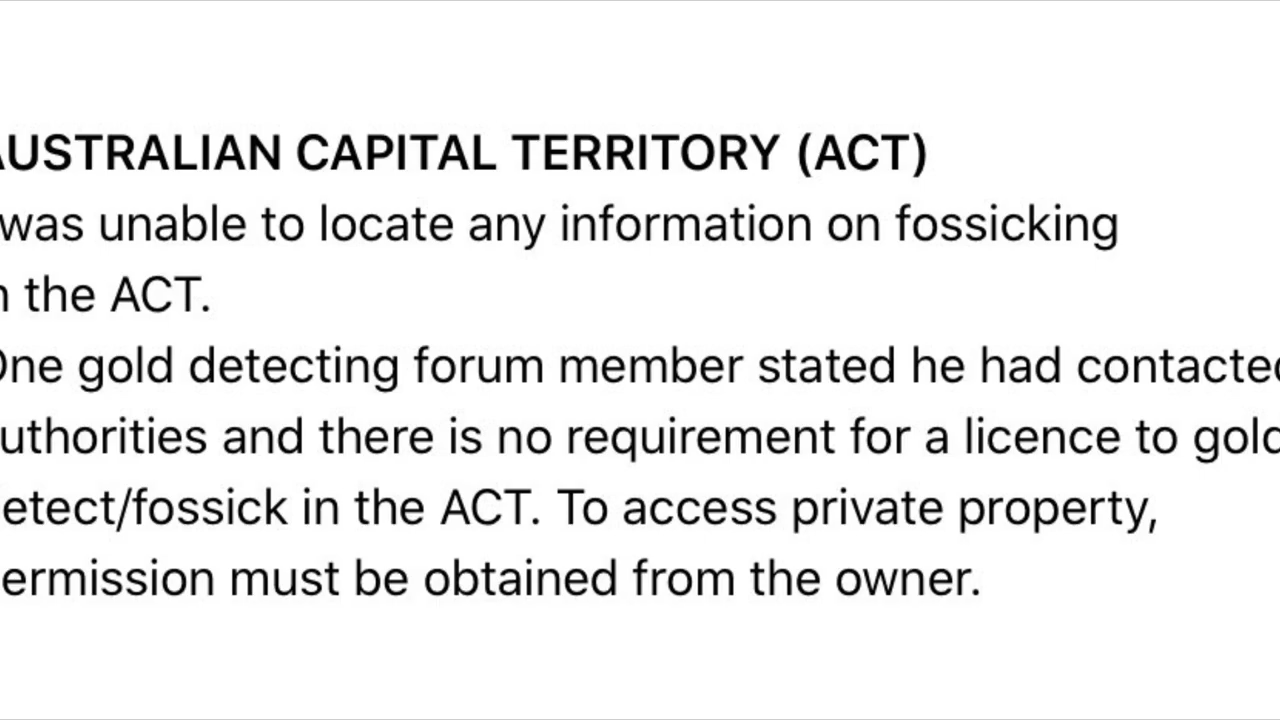 AUSTRALIAN CAPITAL TERRITORY (ACT)
was unable to locate any information on fossicking
the ACT.
One gold detecting forum member stated he had contacted
uthorities and there is no requirement for a licence to gold
etect/fossick in the ACT. To access private property,
ermission must be obtained from the owner.